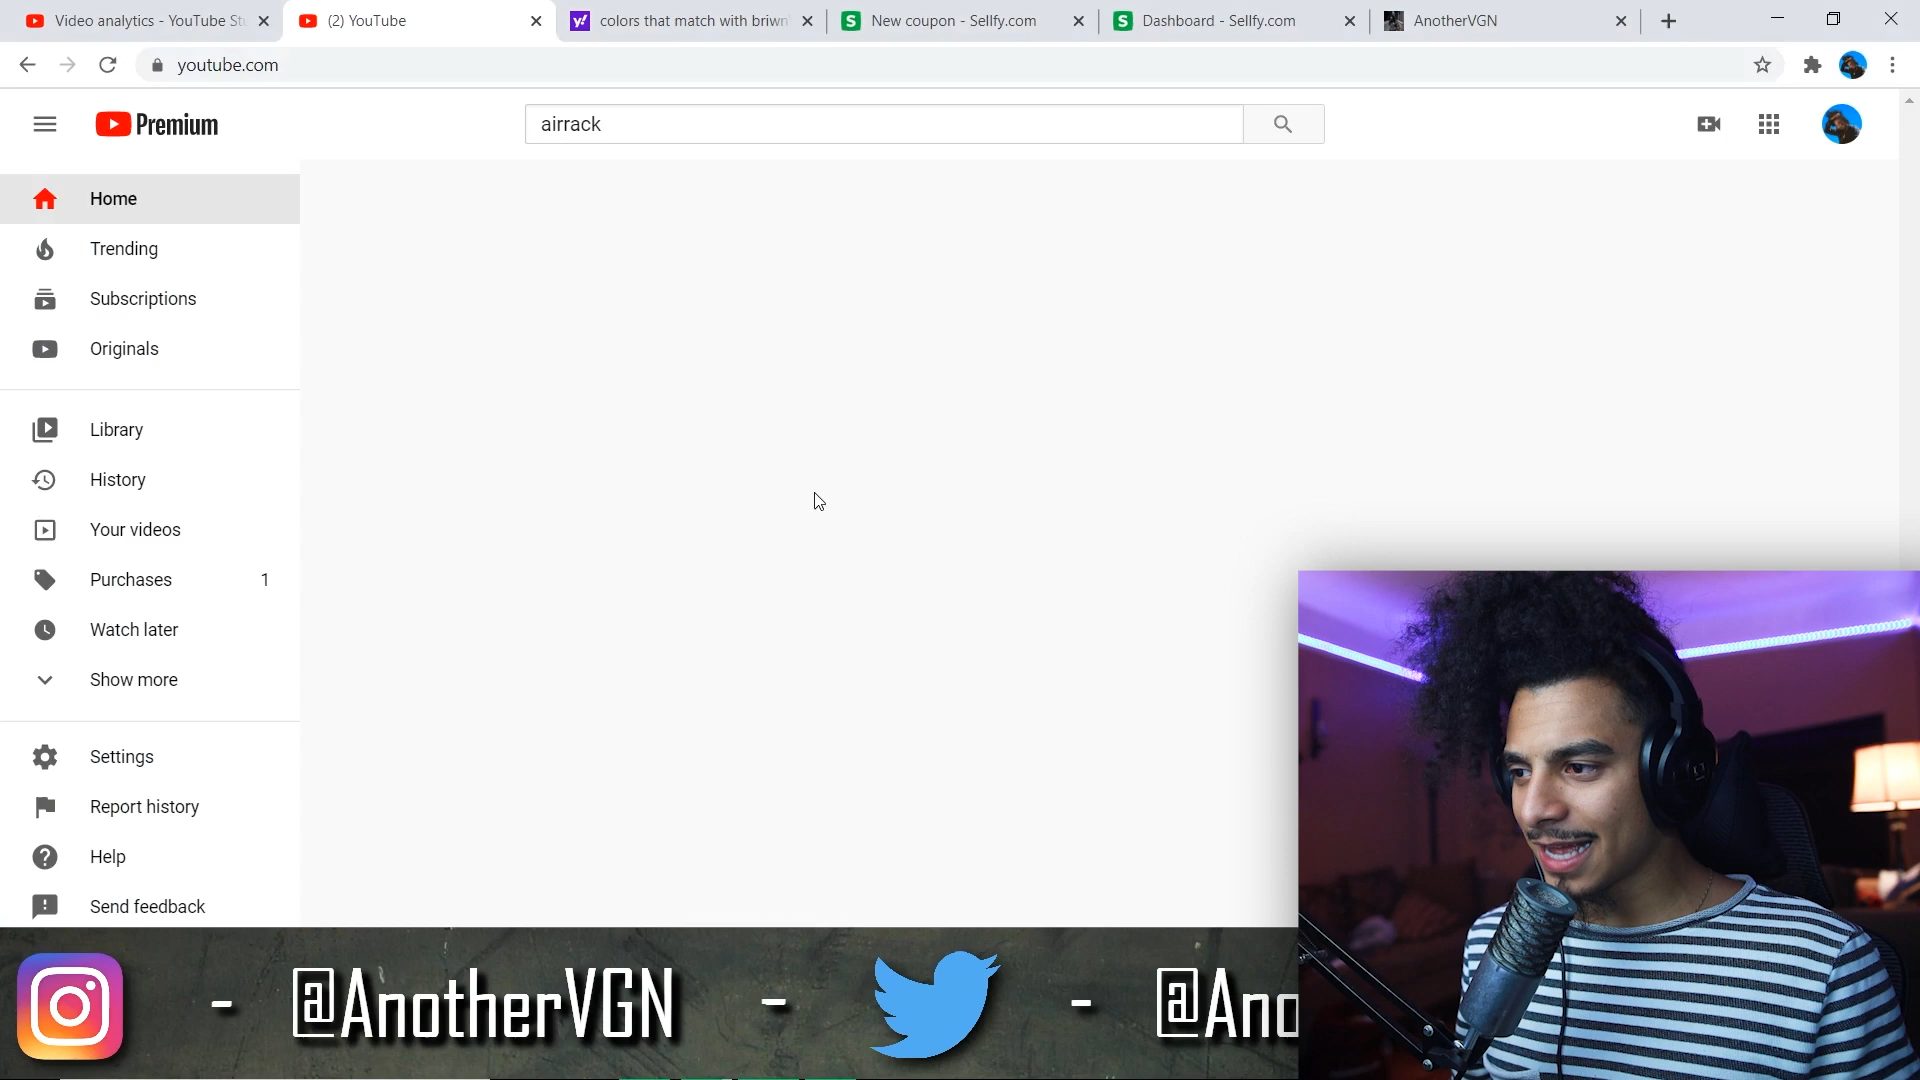 Video analytics - YouTube St
(2) YouTube
colors that match with briwn
New coupon - Sellfy.com
Dashboard - Sellfy.com
AnotherVGN
youtube.com
Premium
airrack
Home
Trending
Subscriptions
Originals
Library
History
Your videos
Purchases 1
Watch later
Show more
Settings
Report history
Help
Send feedback
- @AnotherVGN - - @Ano